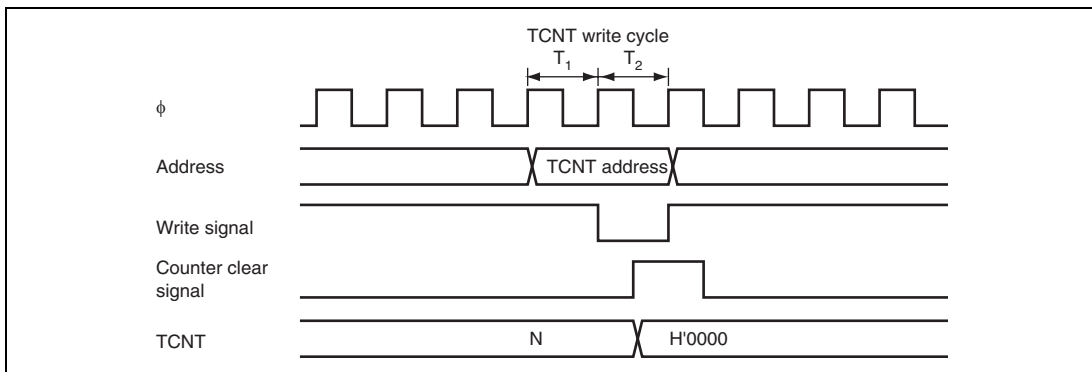 TCNT write cycle
T1 T2
ϕ
Address
TCNT address
Write signal
Counter clear
signal
TCNT
N
H'0000